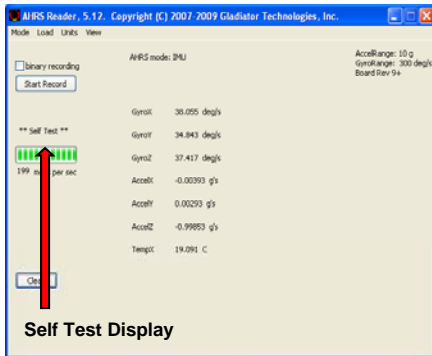 AHRS Reader, 5.12. Copyright (C) 2007-2009 Gladiator Technologies, Inc.
Mode Load Units View
binary recording
AHRS mode: IMU
AccelRange: 10 g
GyroRange: 300 deg/s
Board Rev 9+
Start Record
GyroX 38.055 deg/s
** Self Test **
GyroY 34.843 deg/s
GyroZ 37.417 deg/s
199 per sec
AccelX -0.00393 g's
AccelY 0.00293 g's
AccelZ -0.99853 g's
TempX: 19.091 C
Self Test Display